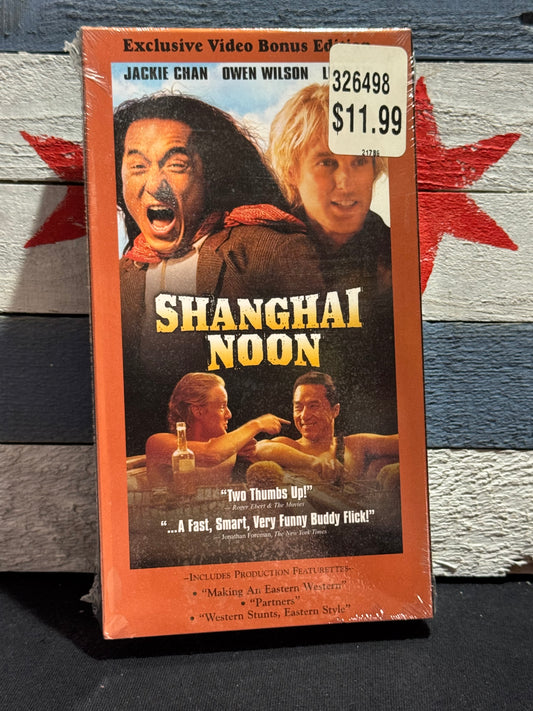 Exclusive Video Bonus Edition
JACKIE CHAN OWEN WILSON
326498
$11.99
21786
SHANGHAI
NOON
"Two Thumbs Up!"
— Roger Ebert & The Movies
"...A Fast, Smart, Very Funny Buddy Flick!"
— Jonathan Foreman, The New York Times
–Includes Production Featurettes–
• "Making An Eastern Western"
• "Partners"
• "Western Stunts, Eastern Style"